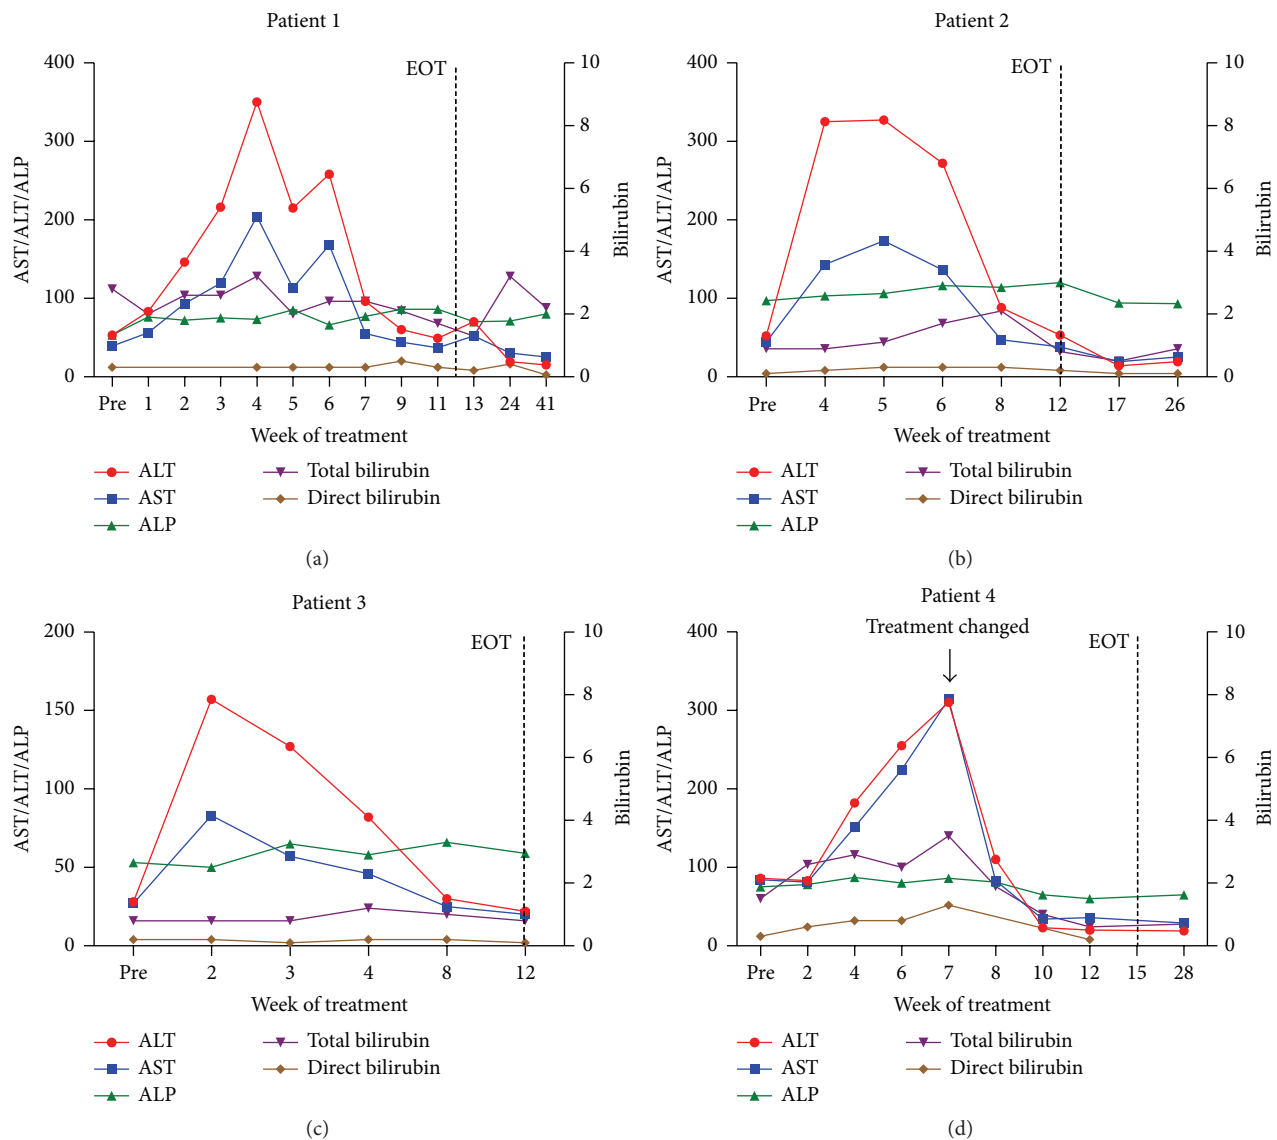 Patient 1
AST/ALT/ALP
400
300
200
100
0
EOT
10
8
6
4
2
0
Bilirubin
Pre 1 2 3 4 5 6 7 9 11 13 24 41
Week of treatment
ALT
AST
ALP
Total bilirubin
Direct bilirubin
(a)
Patient 2
AST/ALT/ALP
400
300
200
100
0
EOT
10
8
6
4
2
0
Bilirubin
Pre 4 5 6 8 12 17 26
Week of treatment
ALT
AST
ALP
Total bilirubin
Direct bilirubin
(b)
Patient 3
AST/ALT/ALP
200
150
100
50
0
EOT
10
8
6
4
2
0
Bilirubin
Pre 2 3 4 8 12
Week of treatment
ALT
AST
ALP
Total bilirubin
Direct bilirubin
(c)
Patient 4
Treatment changed
AST/ALT/ALP
400
300
200
100
0
EOT
10
8
6
4
2
0
Bilirubin
Pre 2 4 6 7 8 10 12 15 28
Week of treatment
ALT
AST
ALP
Total bilirubin
Direct bilirubin
(d)